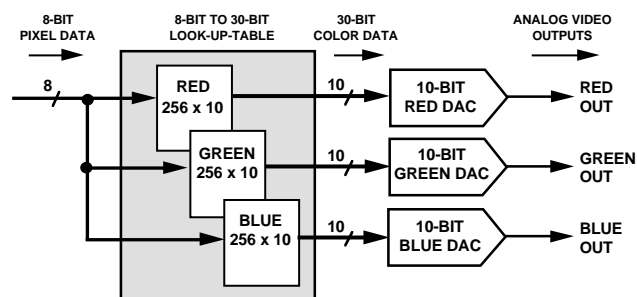 8-BIT
PIXEL DATA
8-BIT TO 30-BIT
LOOK-UP-TABLE
30-BIT
COLOR DATA
ANALOG VIDEO
OUTPUTS
8
RED
256 x 10
10
10-BIT
RED DAC
RED
OUT
GREEN
256 x 10
10
10-BIT
GREEN DAC
GREEN
OUT
BLUE
256 x 10
10
10-BIT
BLUE DAC
BLUE
OUT